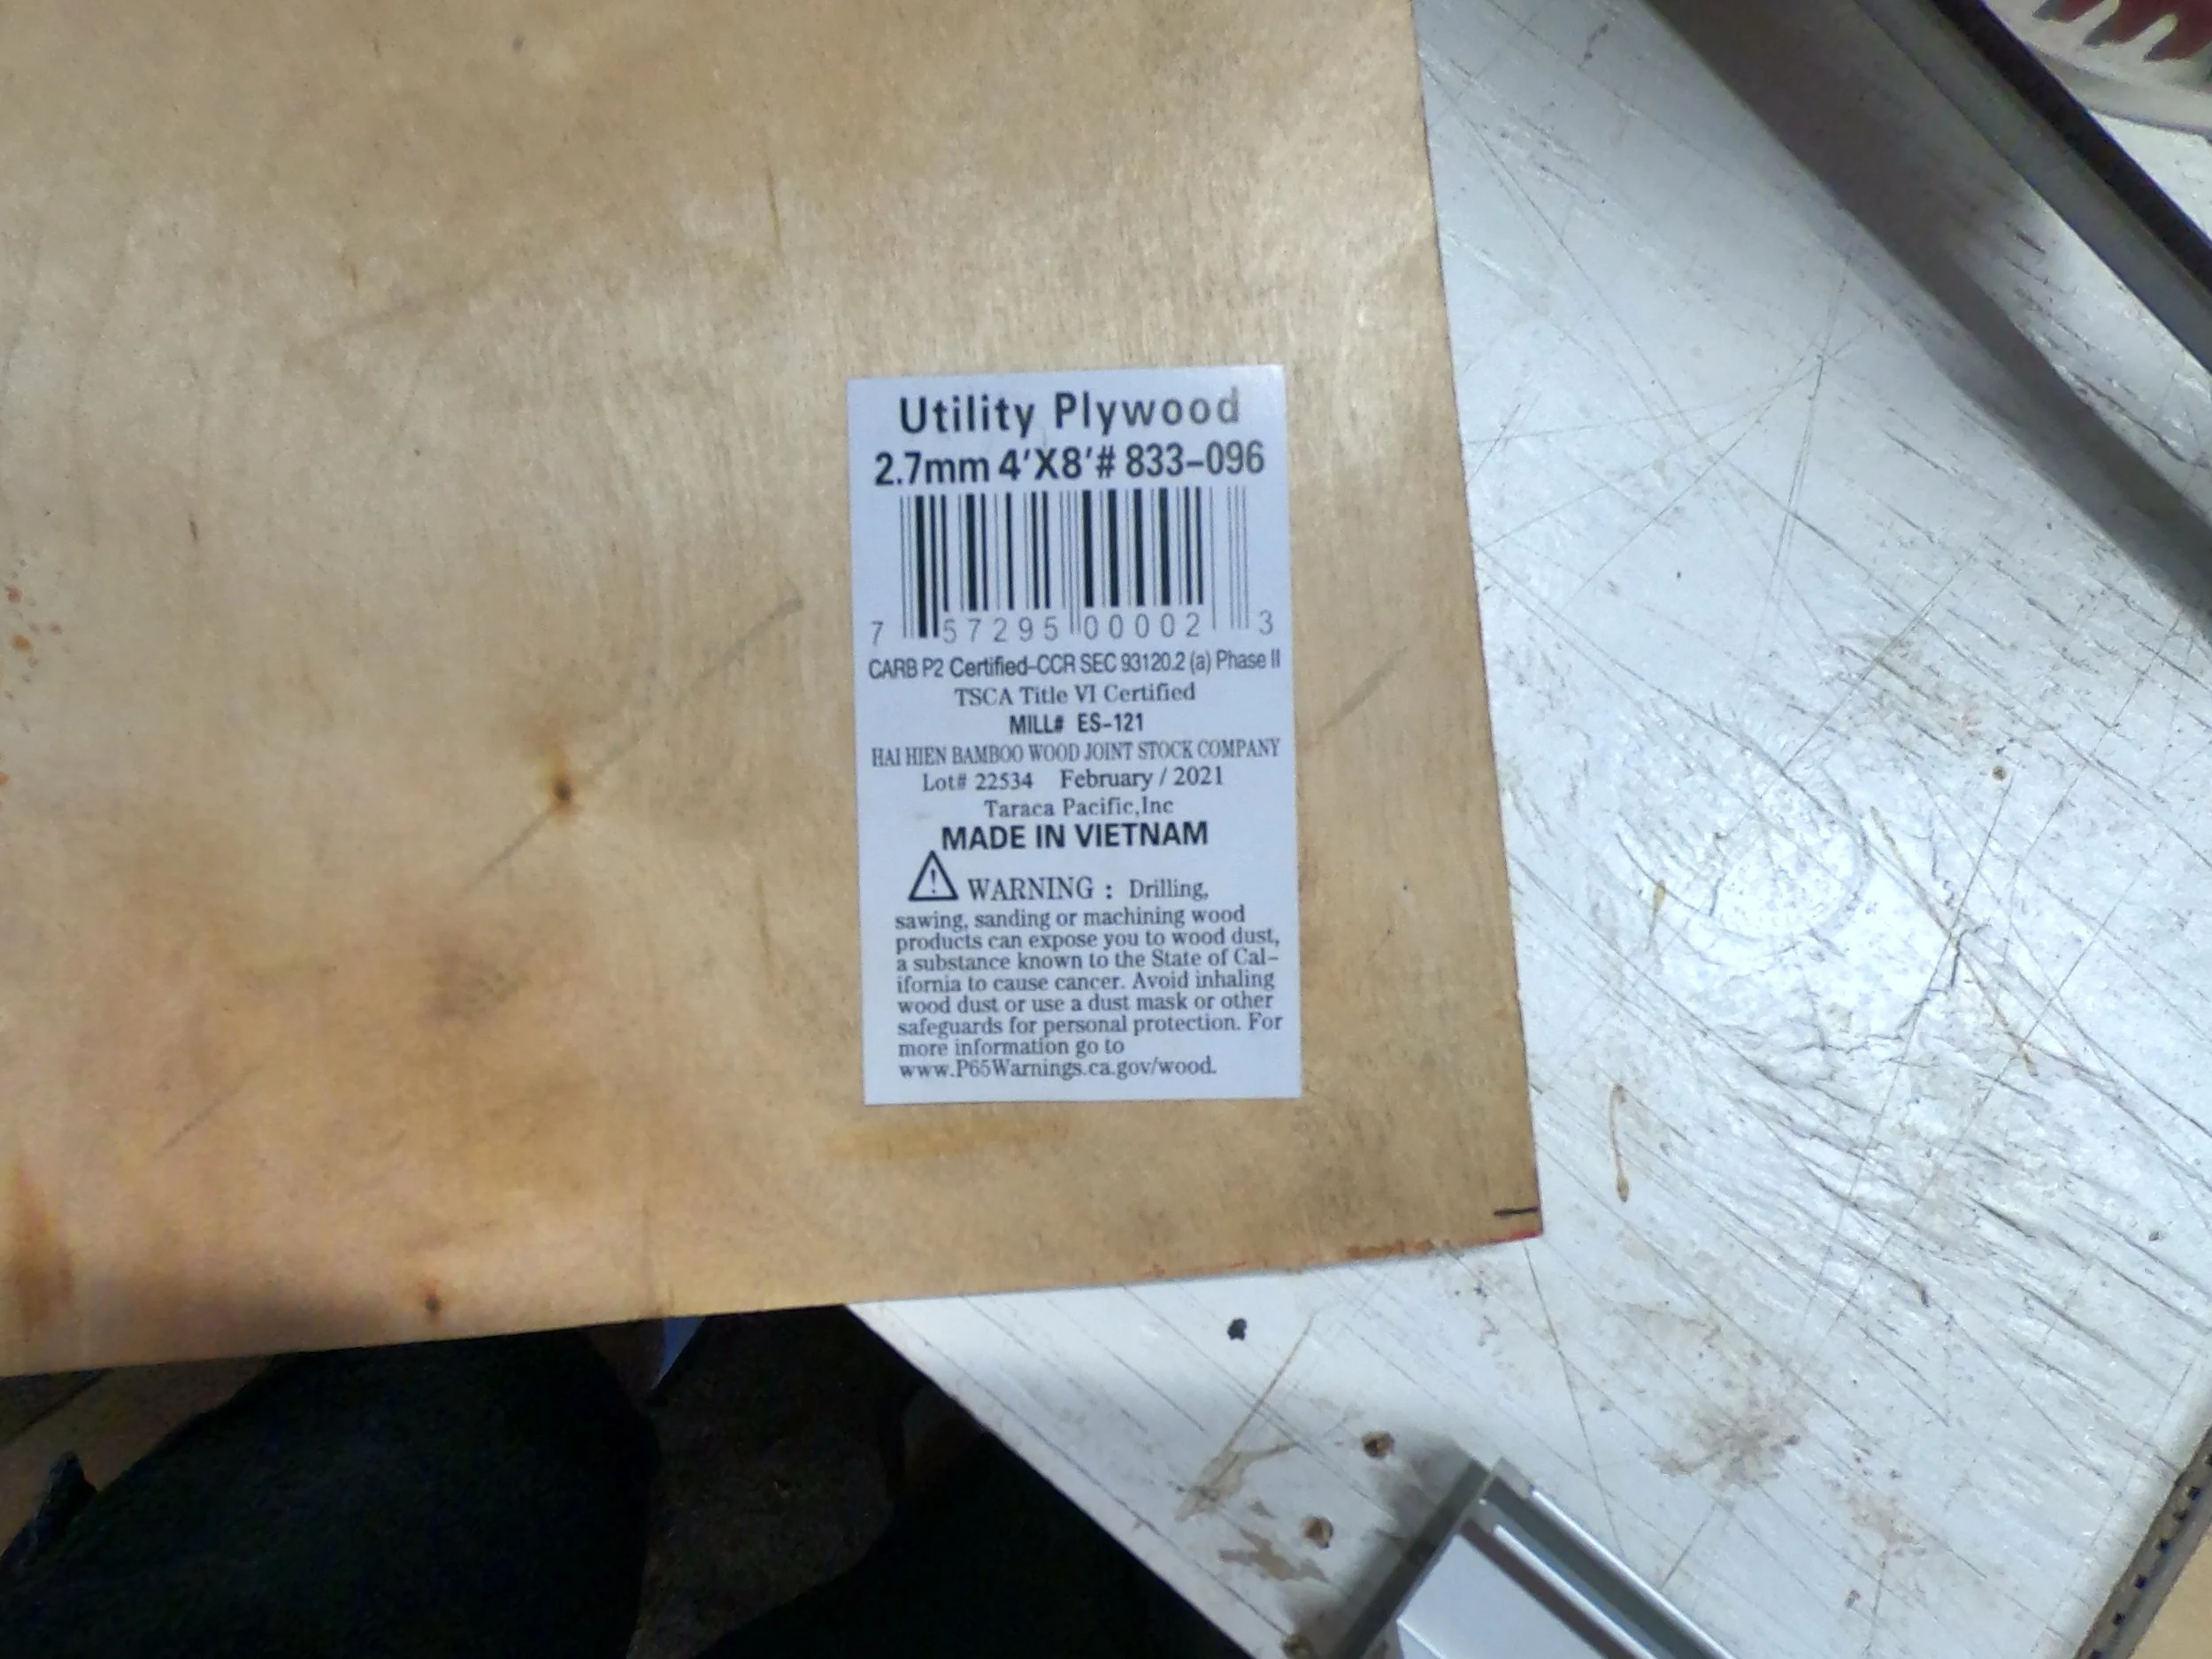 Utility Plywood
2.7mm 4'X8'# 833-096
7 57295 00002 3
CARB P2 Certified-CCR SEC 93120.2 (a) Phase II
TSCA Title VI Certified
MILL# ES-121
HAI HIEN BAMBOO WOOD JOINT STOCK COMPANY
Lot# 22534 February / 2021
Taraca Pacific,Inc
MADE IN VIETNAM
WARNING : Drilling,
sawing, sanding or machining wood
products can expose you to wood dust,
a substance known to the State of Cal-
ifornia to cause cancer. Avoid inhaling
wood dust or use a dust mask or other
safeguards for personal protection. For
more information go to
www.P65Warnings.ca.gov/wood.